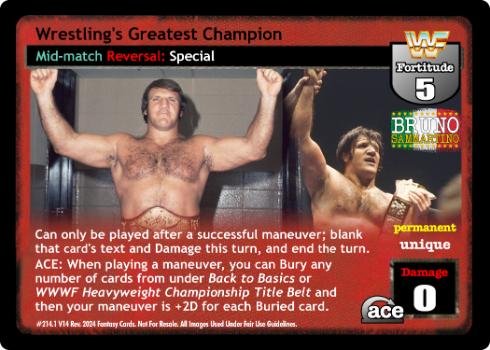 Wrestling's Greatest Champion
Mid-match Reversal: Special
WF
Fortitude
5
BRUNO
SAMMARTINO
permanent
unique
Can only be played after a successful maneuver; blank
that card's text and Damage this turn, and end the turn.
ACE: When playing a maneuver, you can Bury any
number of cards from under Back to Basics or
WWWF Heavyweight Championship Title Belt and
then your maneuver is +2D for each Buried card.
Damage
0
ace
#214.1 V14 Rev. 2024 Fantasy Cards. Not For Resale. All Images Used Under Fair Use Guidelines.